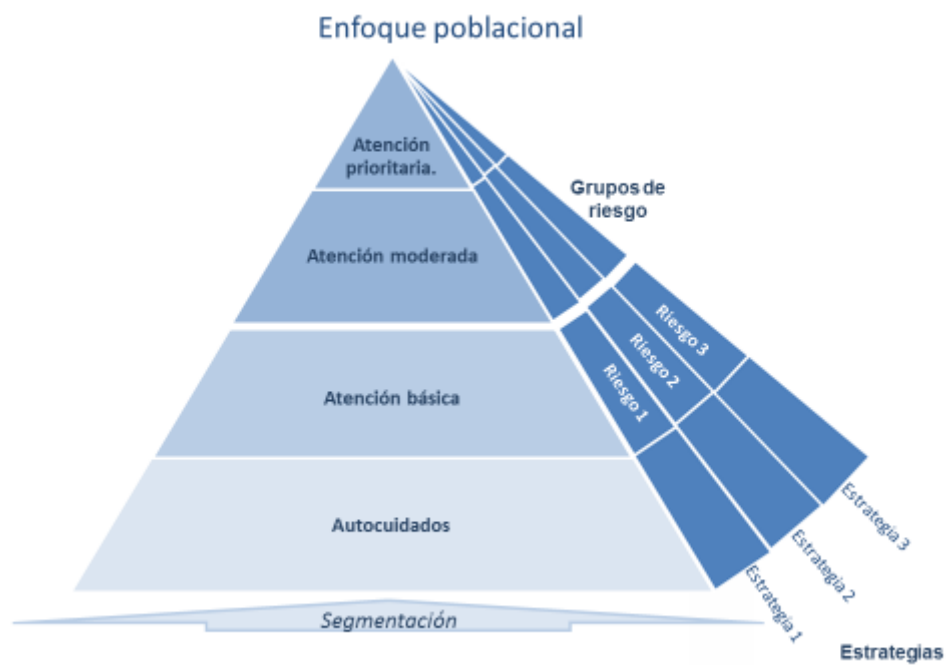 Enfoque poblacional
Atención
prioritaria.
Grupos de
riesgo
Atención moderada
Riesgo 3
Riesgo 2
Riesgo 1
Atención básica
Autocuidados
Estrategia 3
Estrategia 2
Estrategia 1
Segmentación
Estrategias